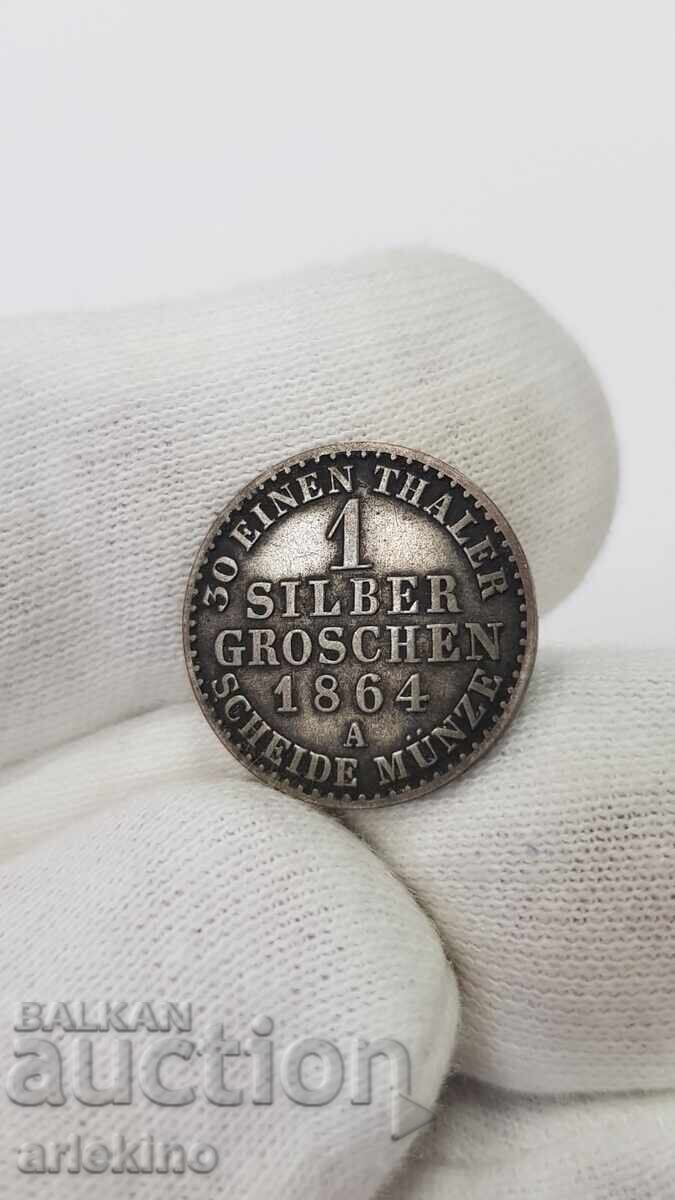 30 EINEN THALER
1
SILBER
GROSCHEN
1864
A
SCHEIDE MÜNZE
BALKAN
auction
arlekino